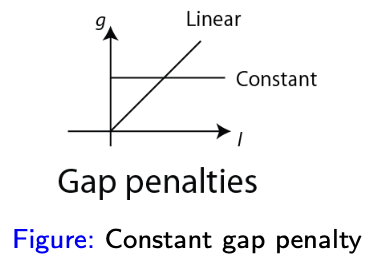 g
Linear
Constant
l
Gap penalties
Figure: Constant gap penalty